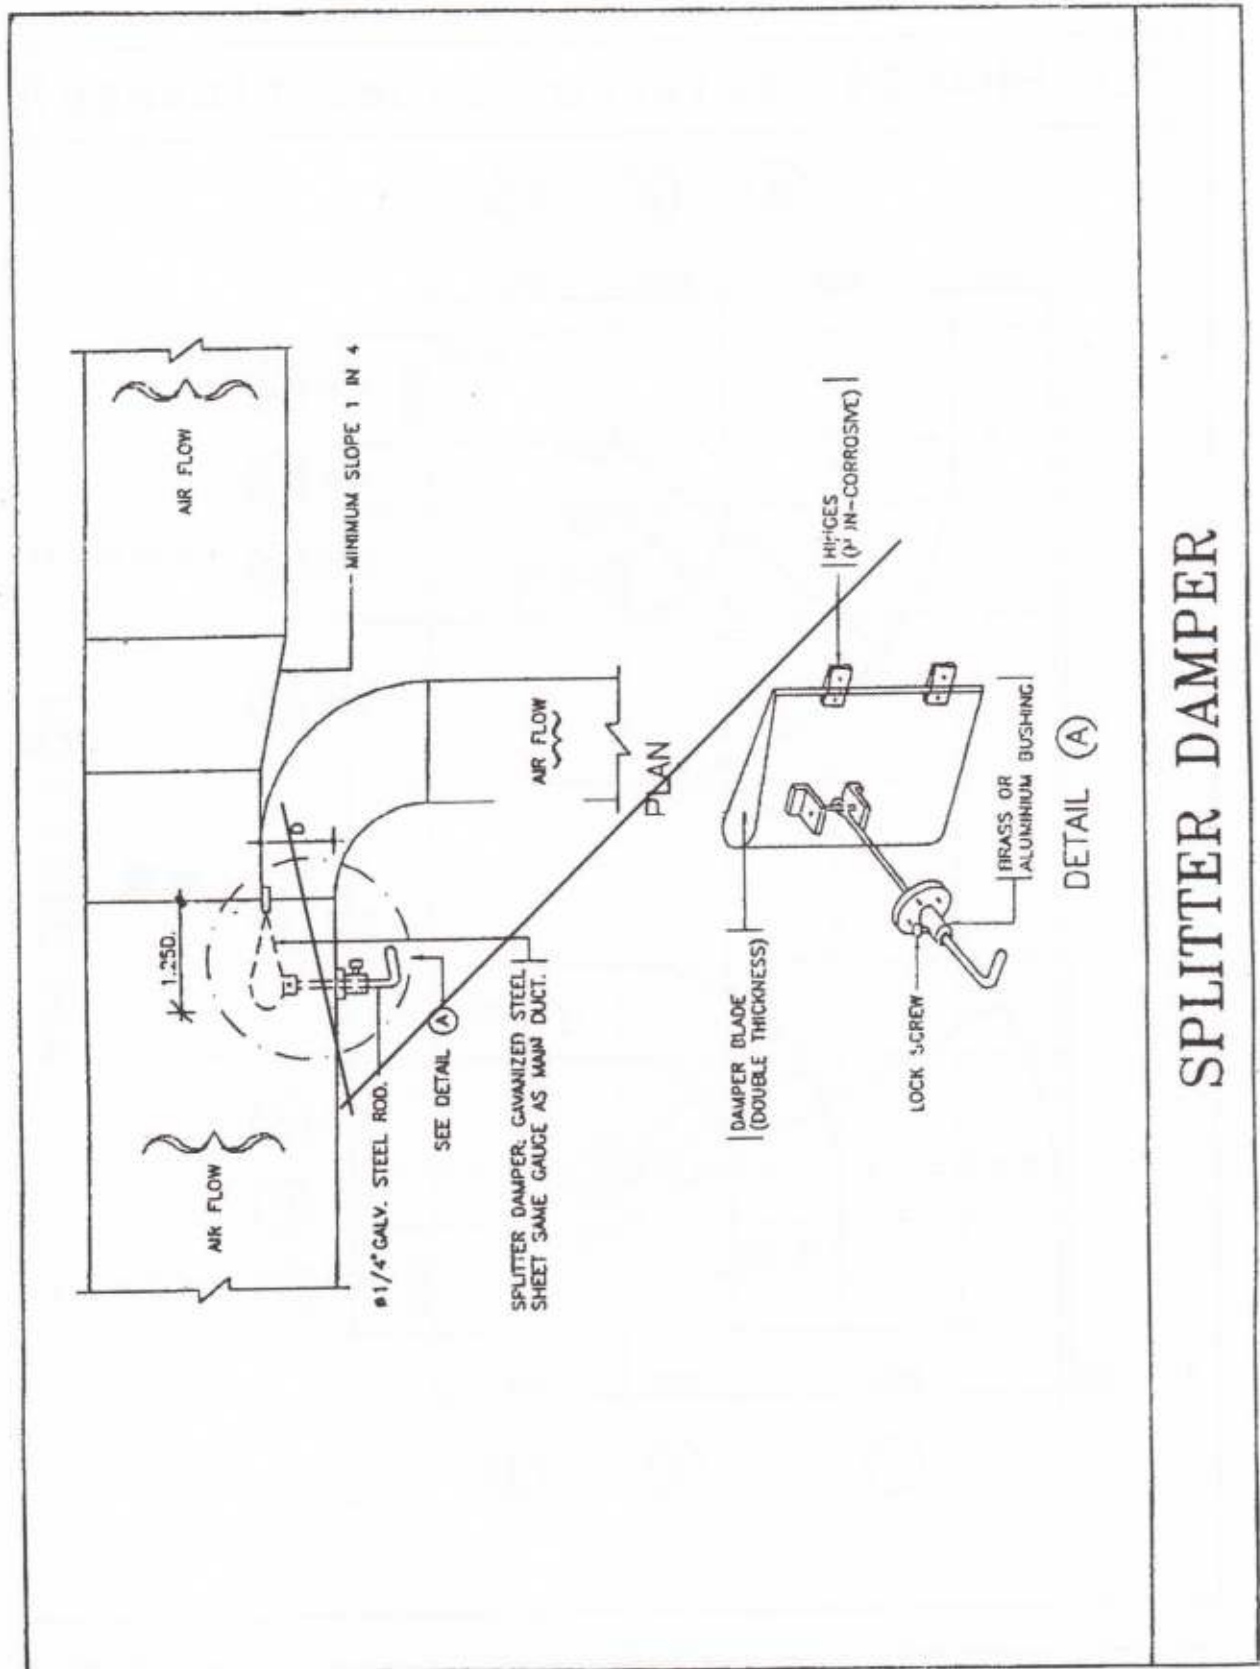 1.25D.
D
AIR FLOW
AIR FLOW
MINIMUM SLOPE 1 IN 4
ø1/4" GALV. STEEL ROD.
SEE DETAIL A
AIR FLOW
SPLITTER DAMPER: GAVANIZED STEEL
SHEET SAME GAUGE AS MAIN DUCT.
PLAN
DAMPER BLADE
(DOUBLE THICKNESS)
HINGES
(NON-CORROSIVE)
LOCK SCREW
BRASS OR
ALUMINIUM BUSHING
DETAIL A
SPLITTER DAMPER